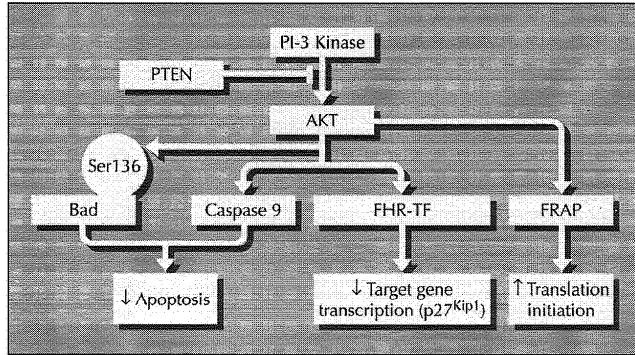 PI-3 Kinase
PTEN
AKT
Ser136
Bad
Caspase 9
FHR-TF
FRAP
↓ Apoptosis
↓ Target gene
transcription (p27Kip1)
↑ Translation
initiation